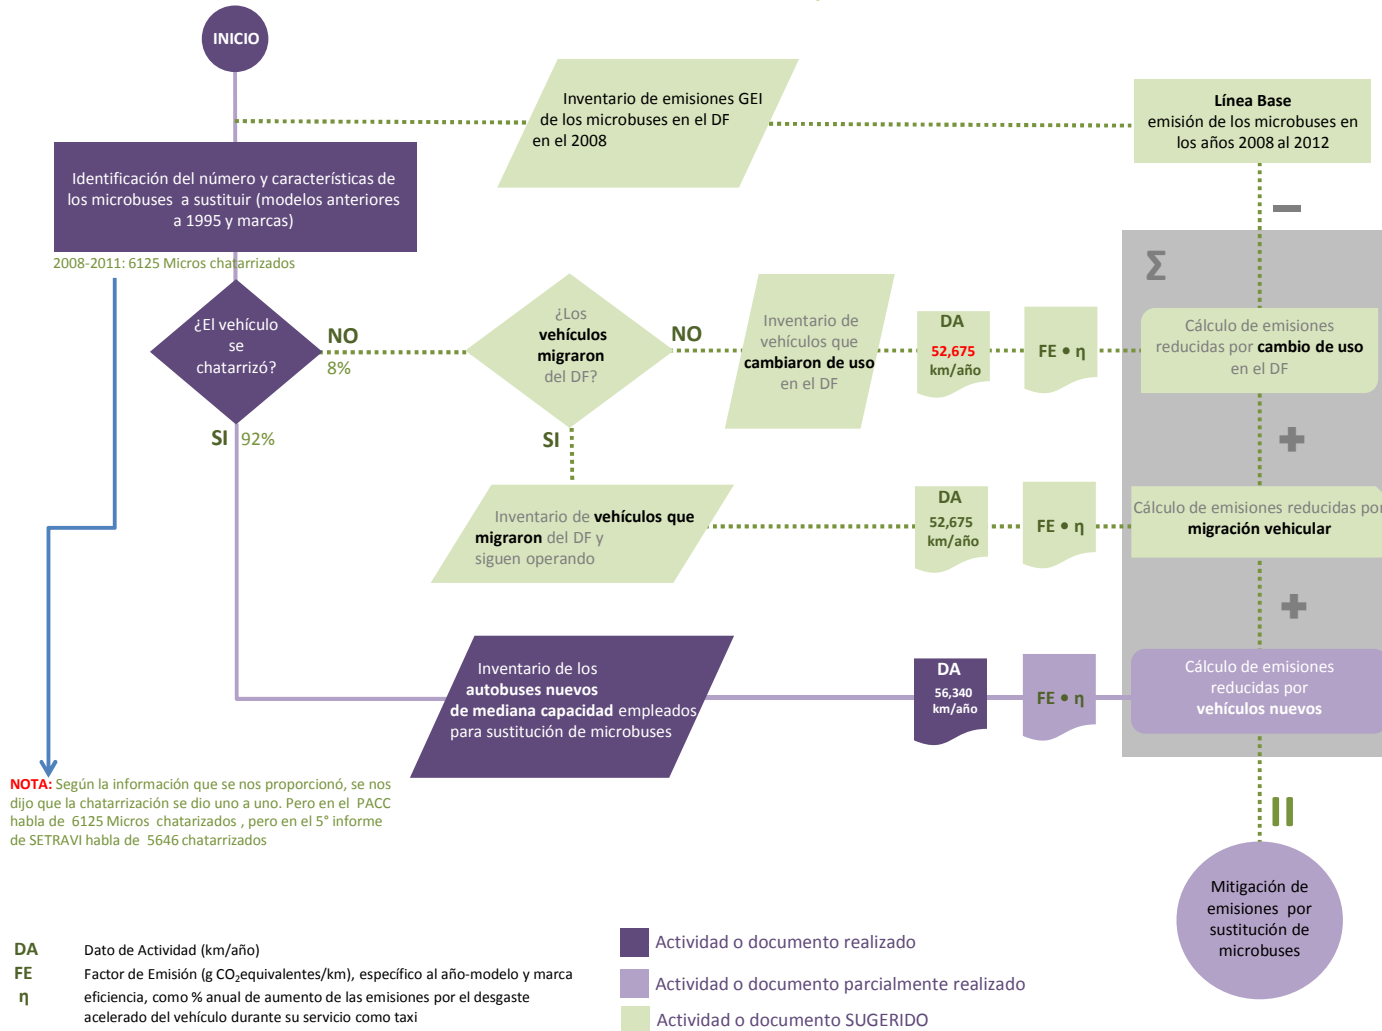 INICIO
Inventario de emisiones GEI
de los microbuses en el DF
en el 2008
Línea Base
emisión de los microbuses en
los años 2008 al 2012
Identificación del número y características de
los microbuses a sustituir (modelos anteriores
a 1995 y marcas)
2008-2011: 6125 Micros chatarrizados
¿El vehículo
se
chatarrizó?
NO
8%
SI 92%
¿Los
vehículos
migraron
del DF?
NO
SI
Inventario de
vehículos que
cambiaron de uso
en el DF
DA
52,675
km/año
FE • η
Σ
Cálculo de emisiones
reducidas por cambio de uso
en el DF
Inventario de vehículos que
migraron del DF y
siguen operando
DA
52,675
km/año
FE • η
Cálculo de emisiones reducidas por
migración vehicular
Inventario de los
autobuses nuevos
de mediana capacidad empleados
para sustitución de microbuses
DA
56,340
km/año
FE • η
Cálculo de emisiones
reducidas por
vehículos nuevos
NOTA: Según la información que se nos proporcionó, se nos
dijo que la chatarrización se dio uno a uno. Pero en el PACC
habla de 6125 Micros chatarizados , pero en el 5° informe
de SETRAVI habla de 5646 chatarrizados
Mitigación de
emisiones por
sustitución de
microbuses
DA Dato de Actividad (km/año)
FE Factor de Emisión (g CO₂equivalentes/km), específico al año-modelo y marca
η eficiencia, como % anual de aumento de las emisiones por el desgaste
acelerado del vehículo durante su servicio como taxi
Actividad o documento realizado
Actividad o documento parcialmente realizado
Actividad o documento SUGERIDO